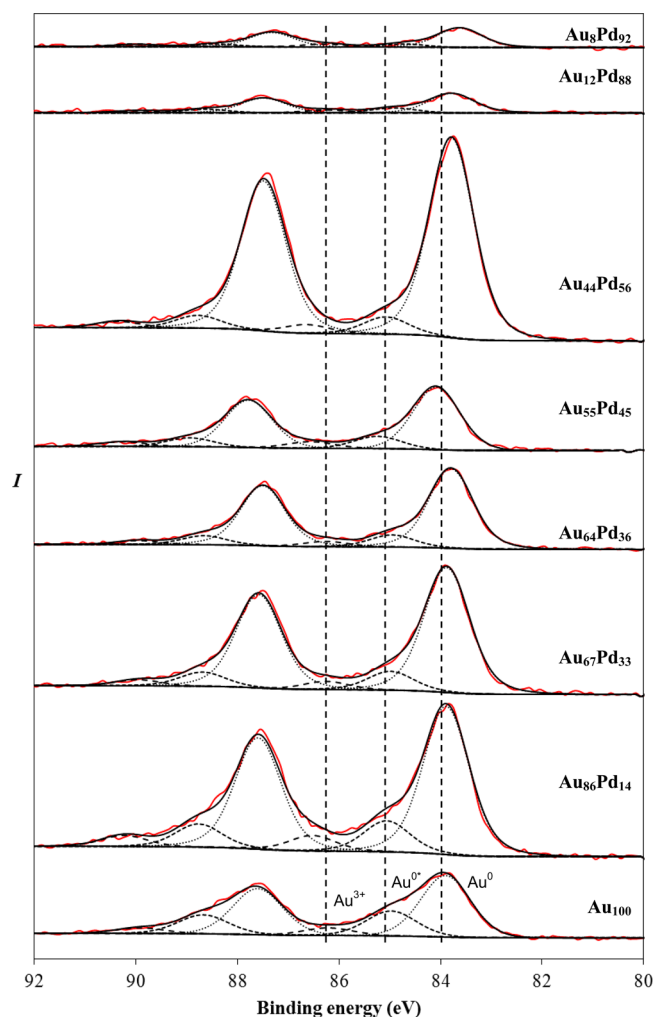 Au₈Pd₉₂
Au₁₂Pd₈₈
Au₄₄Pd₅₆
Au₅₅Pd₄₅
I
Au₆₄Pd₃₆
Au₆₇Pd₃₃
Au₈₆Pd₁₄
Au³⁺ Au⁰* Au⁰
Au₁₀₀
92 90 88 86 84 82 80
Binding energy (eV)